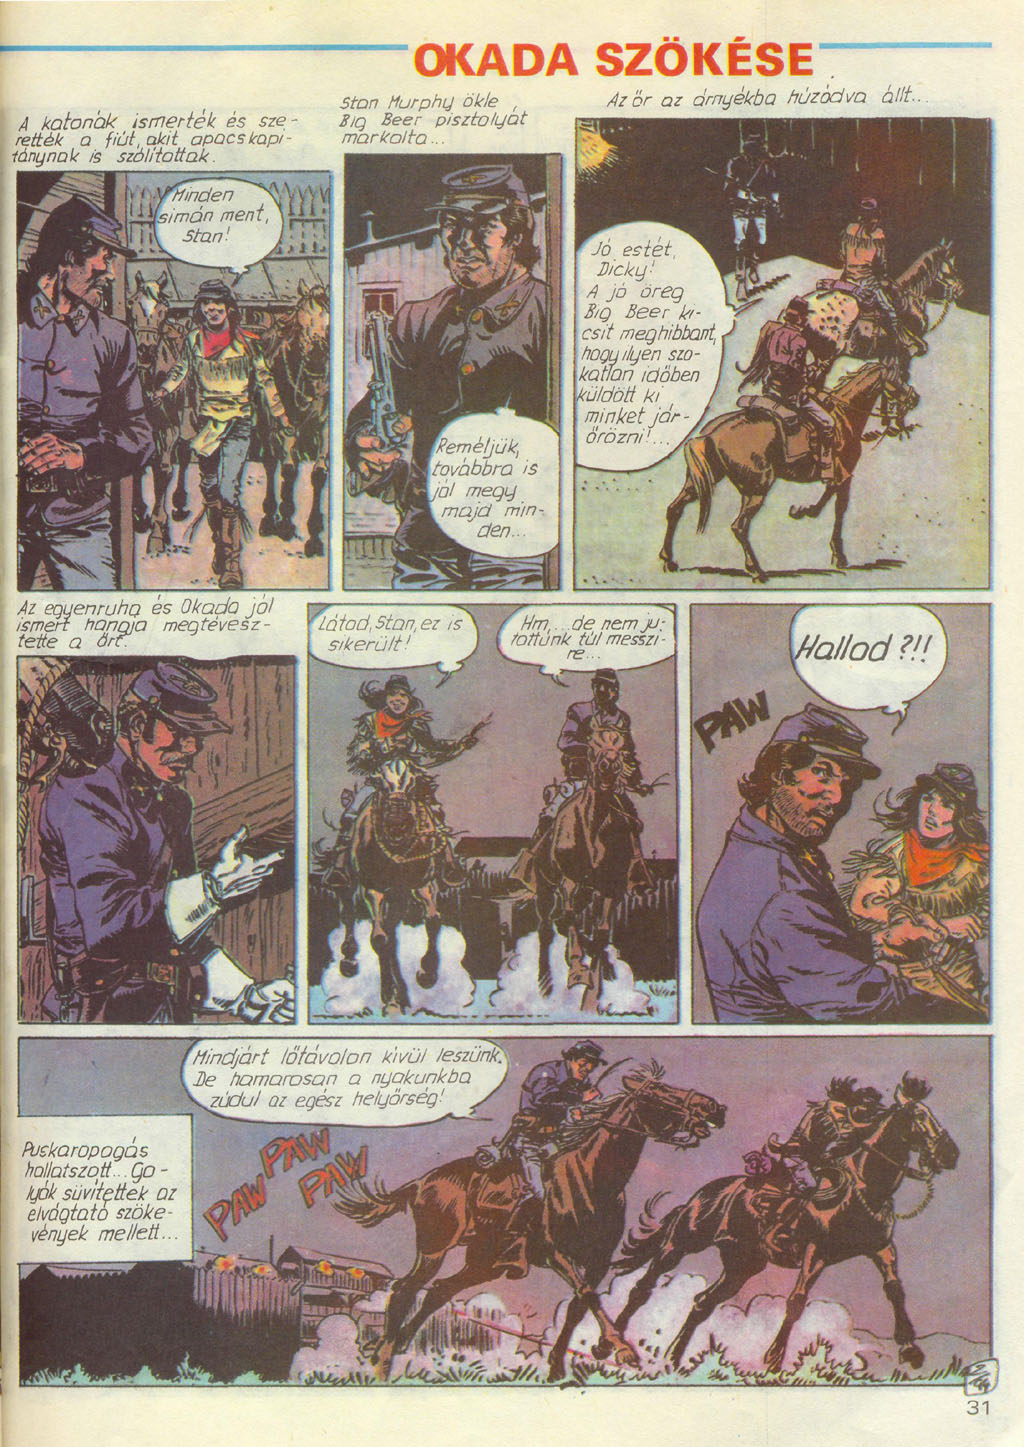 OKADA SZÖKÉSE
A katonák ismerték és sze-
rették a fiút, akit apacskapi-
tánynak is szólítottak.
Minden
simán ment,
Stan!
Stan Murphy ökle
Big Beer pisztolyát
markolta...
Reméljük,
továbbra is
jól megy
majd min-
den...
Az őr az árnyékba húzódva állt...
Jó estét,
Dicky!
A jó öreg
Big Beer ki-
csit meghibbant,
hogy ilyen szo-
katlan időben
küldött ki
minket jár-
őrözni!...
Az egyenruha és Okada jól
ismert hangja megtévesz-
tette a őrt.
Látod, Stan, ez is
sikerült!
Hm,... de nem ju-
tottunk túl messzi-
re...
PAW
Hallod ?!!
Mindjárt lőtávolon kívül leszünk.
De hamarosan a nyakunkba
zúdul az egész helyőrség!
Puskaropogás
hallatszott... Go-
lyók süvítettek az
elvágtató szöke-
vények mellett...
PAW
PAW
PAW
31